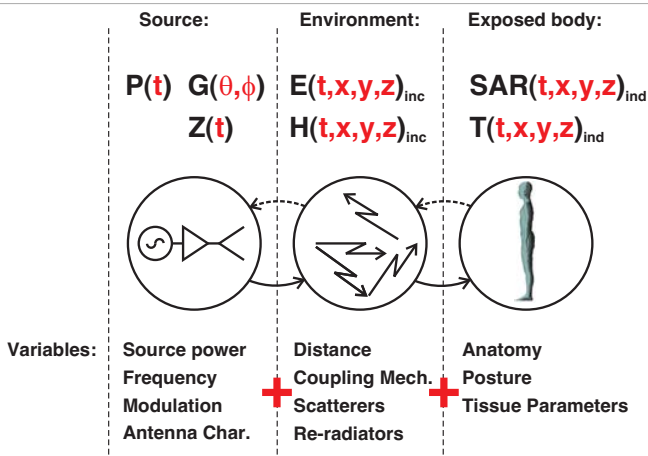 Source: Environment: Exposed body:
P(t) G(θ,ϕ) E(t,x,y,z)inc SAR(t,x,y,z)ind
Z(t) H(t,x,y,z)inc T(t,x,y,z)ind
Variables: Source power Distance Anatomy
Frequency Coupling Mech. Posture
Modulation + Scatterers + Tissue Parameters
Antenna Char. Re-radiators